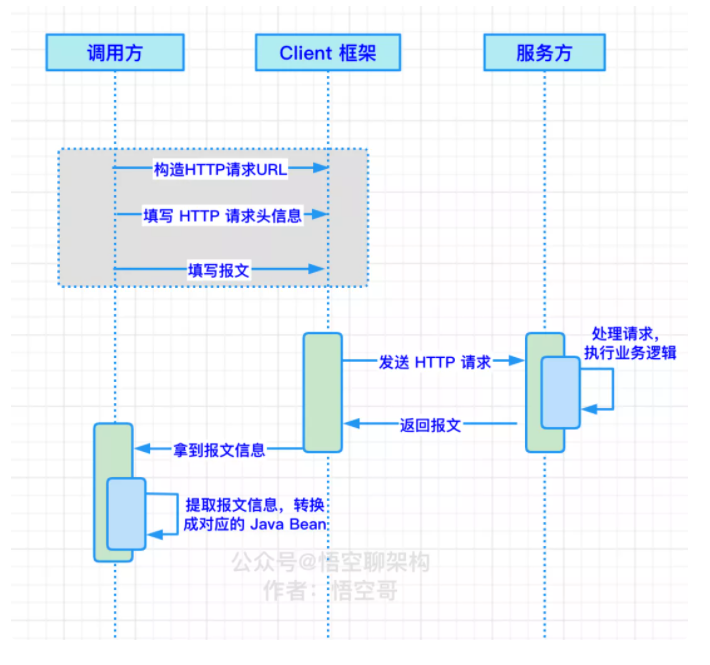 调用方
Client 框架
服务方
构造HTTP请求URL
填写 HTTP 请求头信息
填写报文
处理请求，
执行业务逻辑
发送 HTTP 请求
返回报文
拿到报文信息
提取报文信息，转换
成对应的 Java Bean
公众号@悟空聊架构
作者：悟空哥